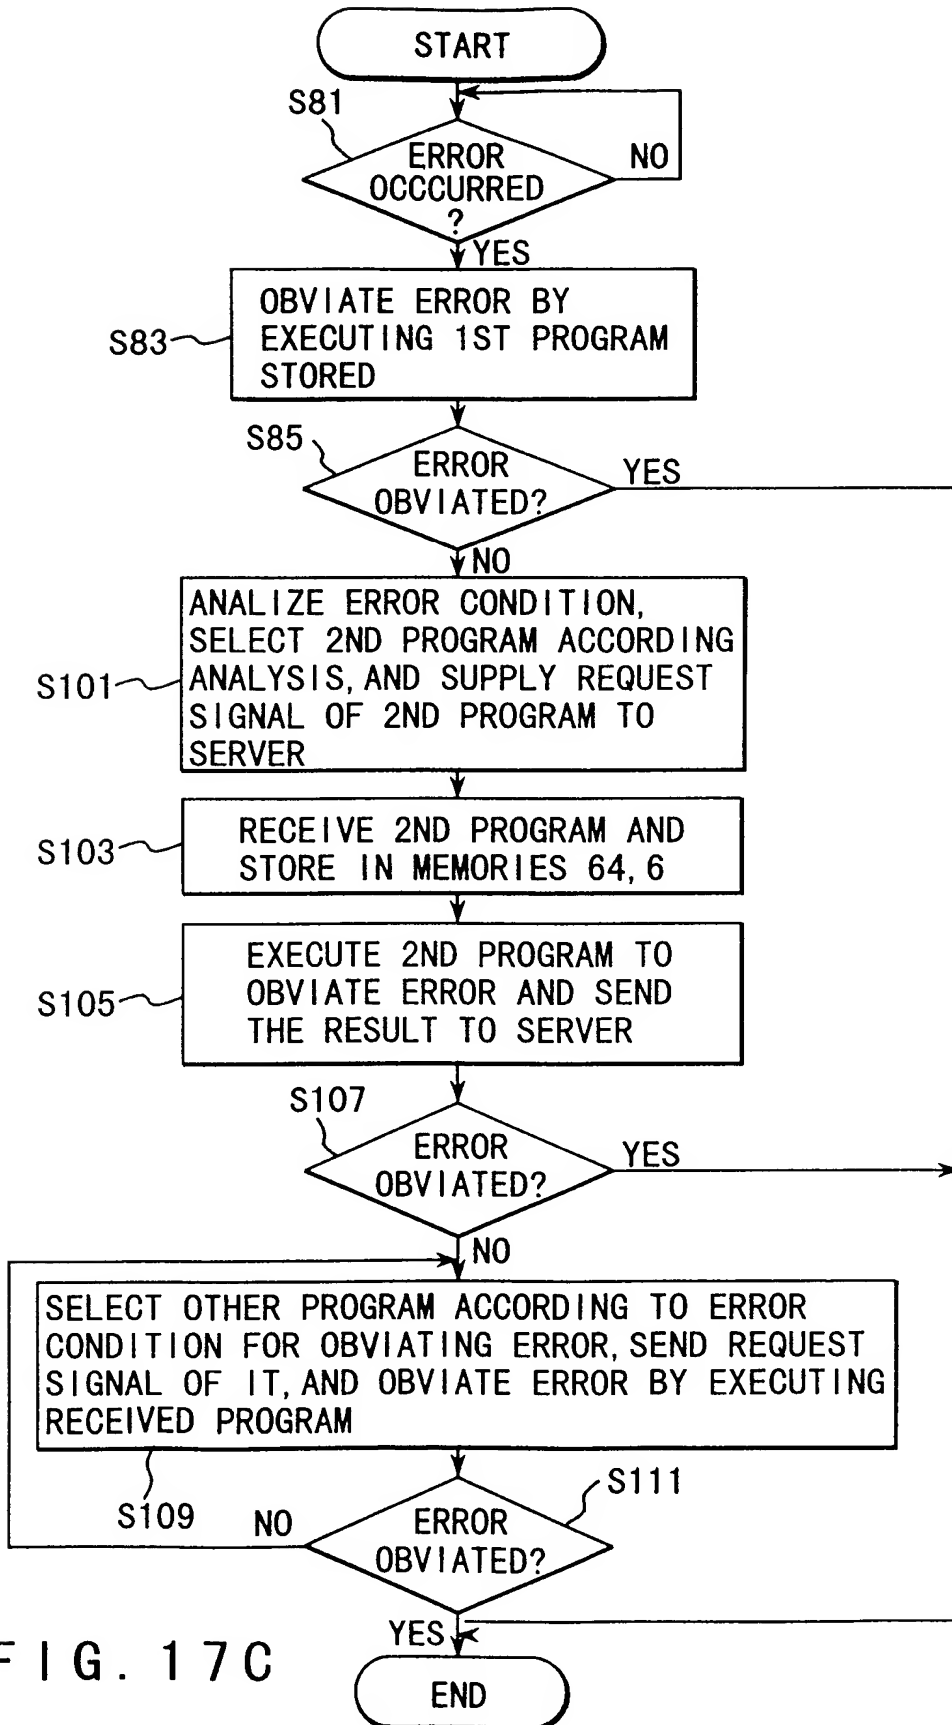 START
S81
ERROR
OCCCURRED
?
NO
YES
S83
OBVIATE ERROR BY
EXECUTING 1ST PROGRAM
STORED
S85
ERROR
OBVIATED?
YES
NO
S101
ANALIZE ERROR CONDITION,
SELECT 2ND PROGRAM ACCORDING
ANALYSIS, AND SUPPLY REQUEST
SIGNAL OF 2ND PROGRAM TO
SERVER
S103
RECEIVE 2ND PROGRAM AND
STORE IN MEMORIES 64, 6
S105
EXECUTE 2ND PROGRAM TO
OBVIATE ERROR AND SEND
THE RESULT TO SERVER
S107
ERROR
OBVIATED?
YES
NO
SELECT OTHER PROGRAM ACCORDING TO ERROR
CONDITION FOR OBVIATING ERROR, SEND REQUEST
SIGNAL OF IT, AND OBVIATE ERROR BY EXECUTING
RECEIVED PROGRAM
S109
S111
NO
ERROR
OBVIATED?
YES
FIG. 17C
END